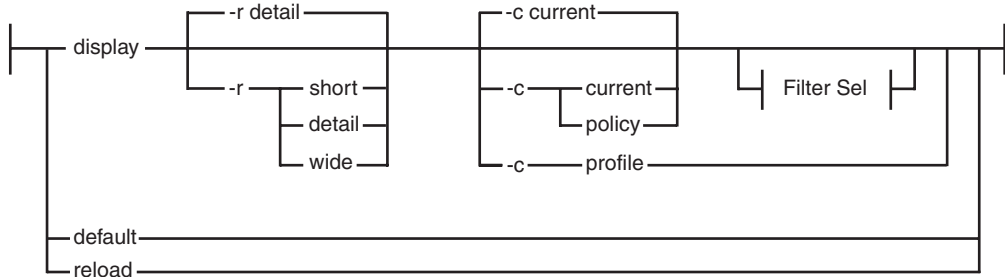 -r detail -c current
display
-r short -c current Filter Sel
detail policy
wide -c profile
default
reload